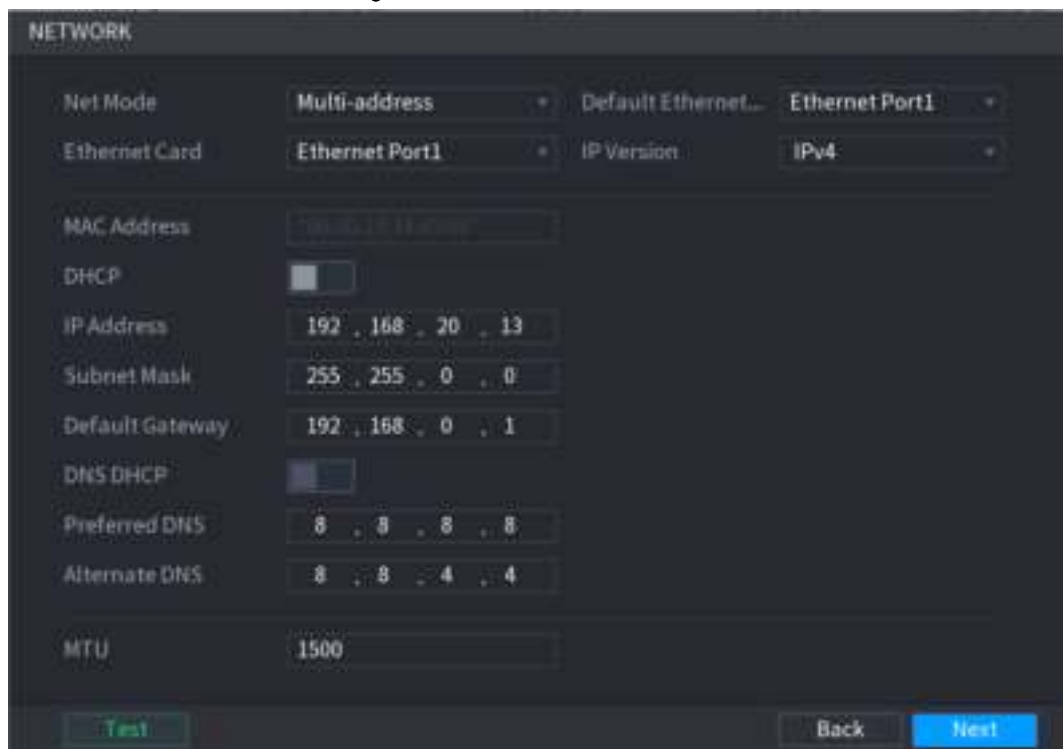 NETWORK
Net Mode Multi-address Default Ethernet... Ethernet Port1
Ethernet Card Ethernet Port1 IP Version IPv4
MAC Address
DHCP
IP Address 192 . 168 . 20 . 13
Subnet Mask 255 . 255 . 0 . 0
Default Gateway 192 . 168 . 0 . 1
DNS DHCP
Preferred DNS 8 . 8 . 8 . 8
Alternate DNS 8 . 8 . 4 . 4
MTU 1500
Test Back Next